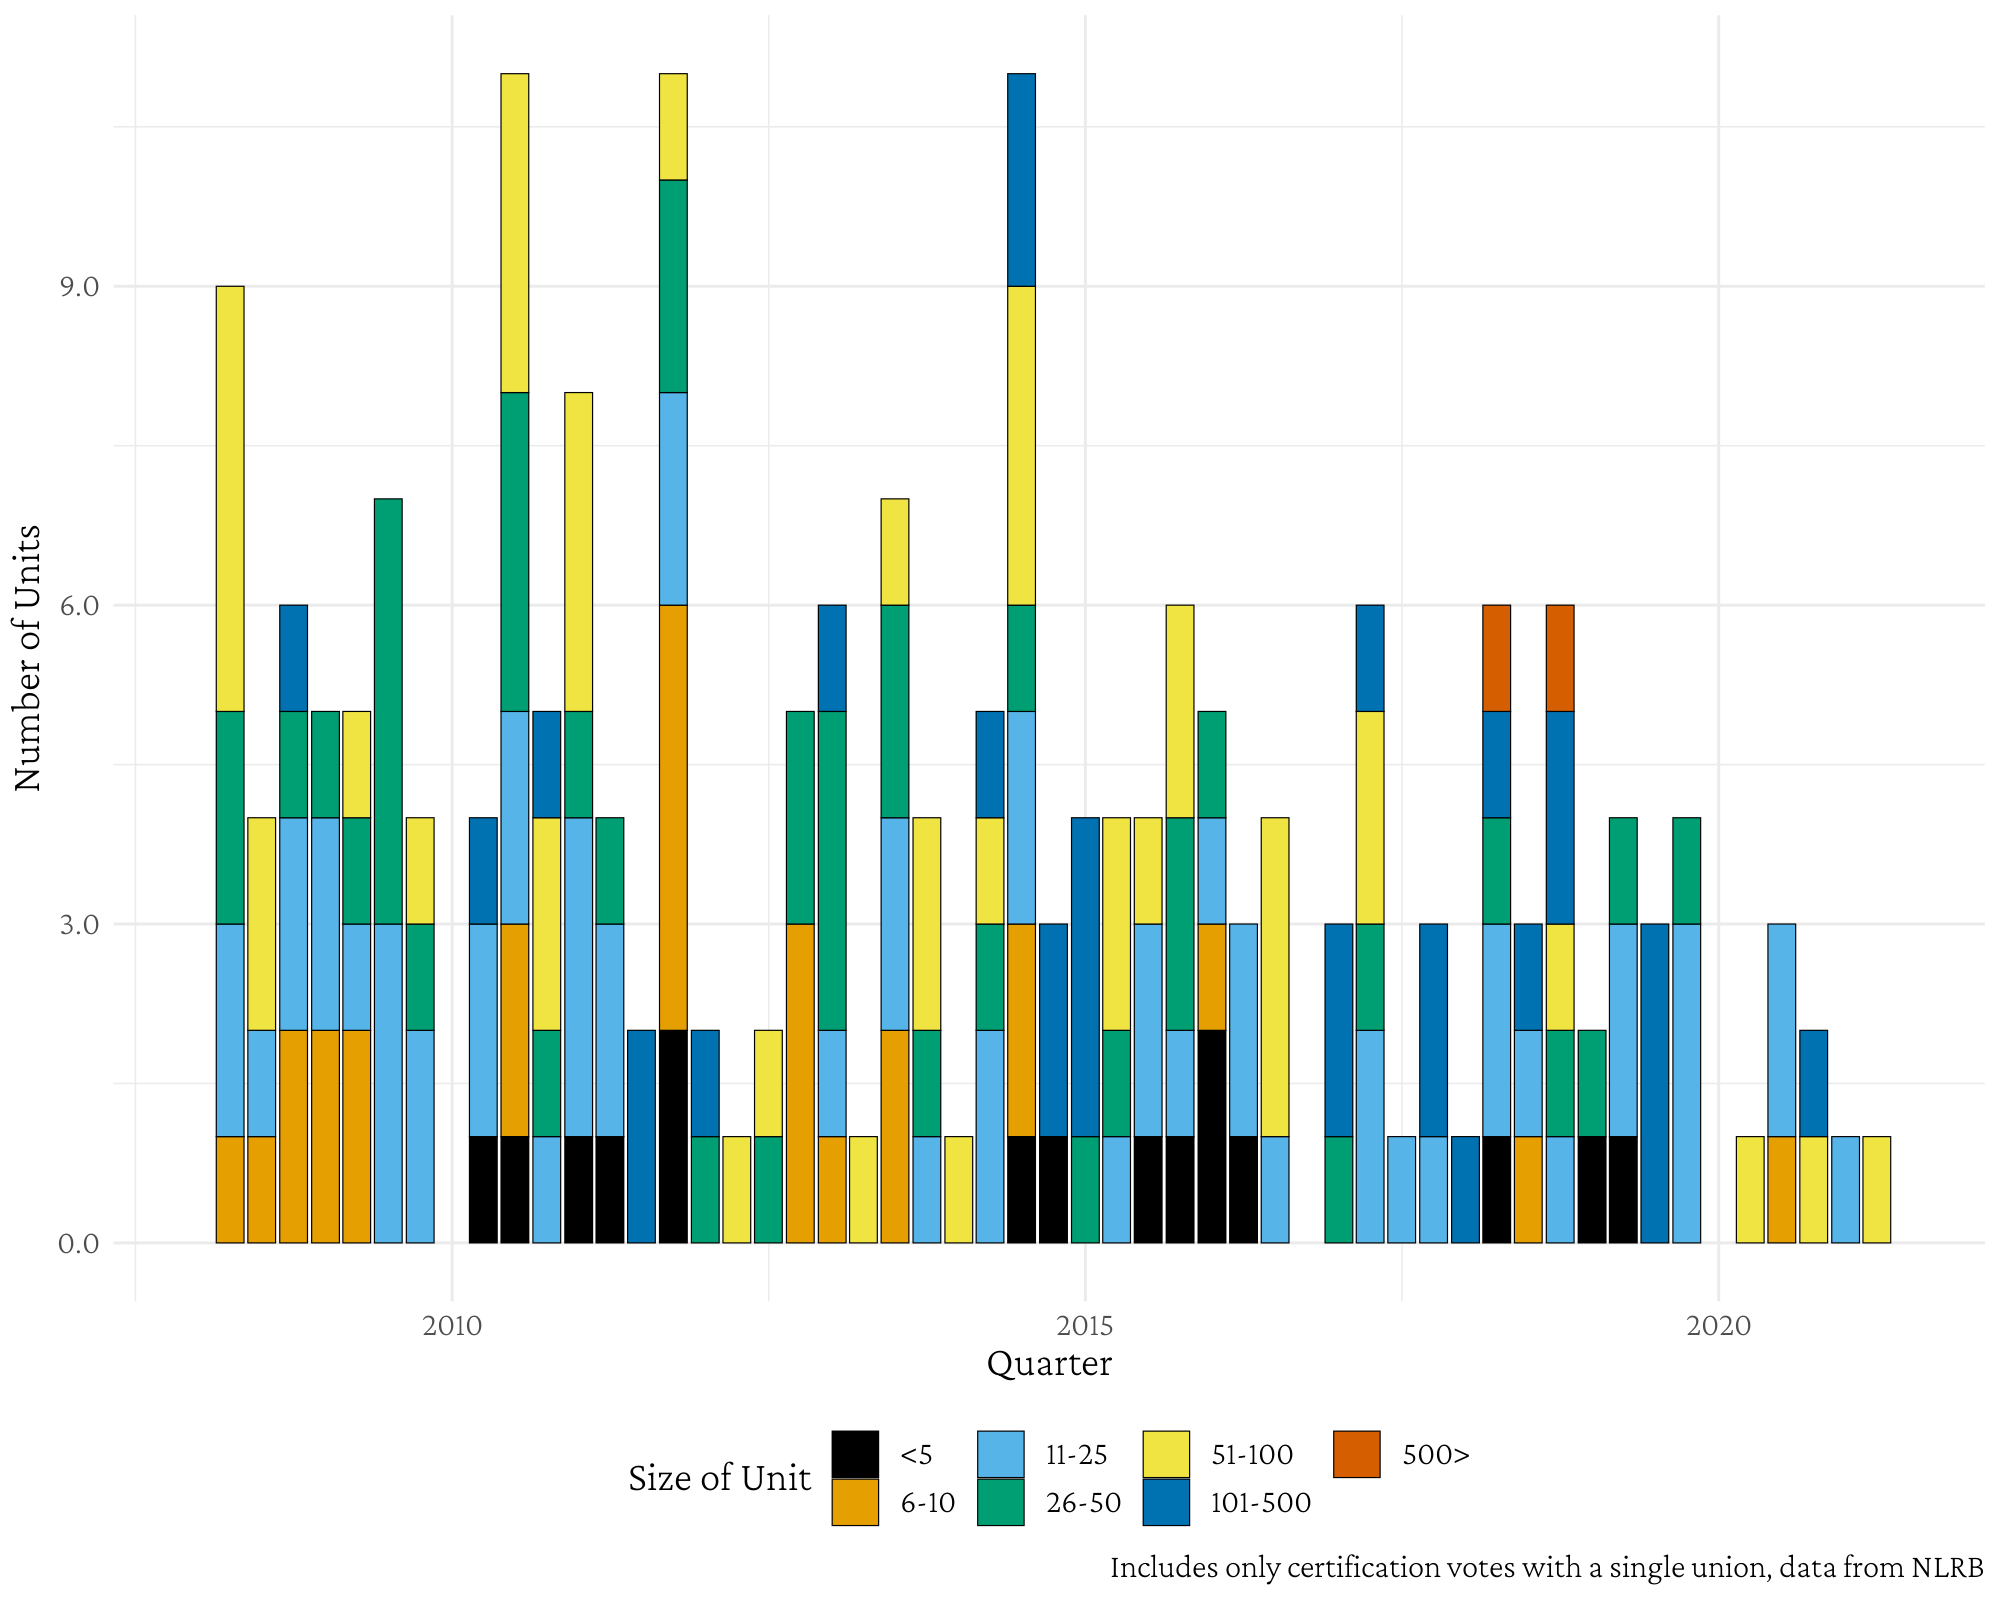 Number of Units
9.0
6.0
3.0
0.0
2010 2015 2020
Quarter
Size of Unit
<5 11-25 51-100 500>
6-10 26-50 101-500
Includes only certification votes with a single union, data from NLRB